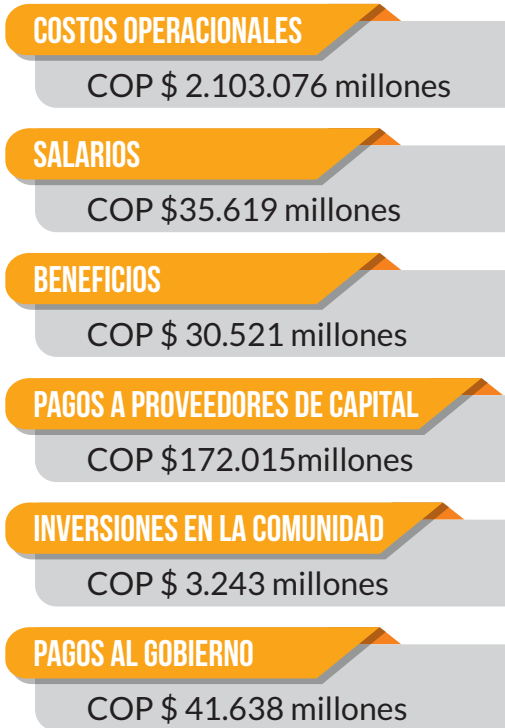 COSTOS OPERACIONALES
COP $ 2.103.076 millones
SALARIOS
COP $35.619 millones
BENEFICIOS
COP $ 30.521 millones
PAGOS A PROVEEDORES DE CAPITAL
COP $172.015millones
INVERSIONES EN LA COMUNIDAD
COP $ 3.243 millones
PAGOS AL GOBIERNO
COP $ 41.638 millones